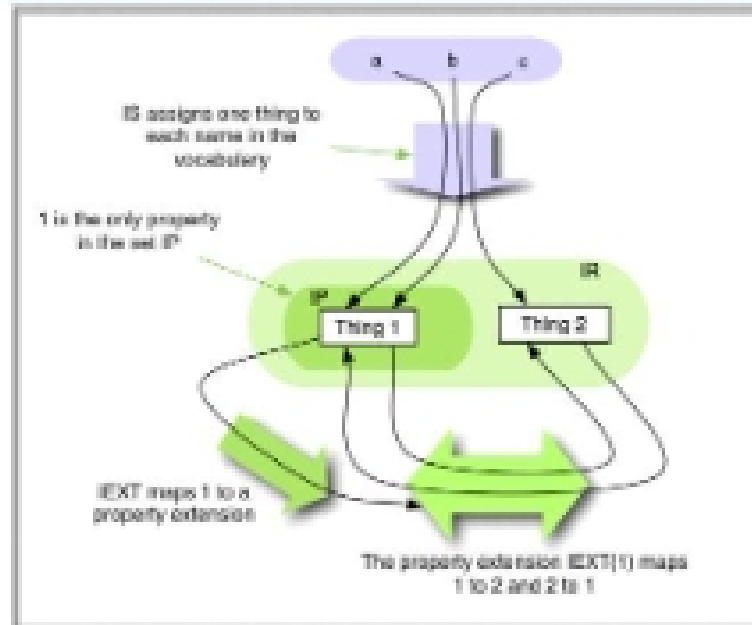 a b c
IS assigns one thing to
each name in the
vocabulary
1 is the only property
in the set IP
IR
IP
Thing 1
Thing 2
IEXT maps 1 to a
property extension
The property extension IEXT(1) maps
1 to 2 and 2 to 1